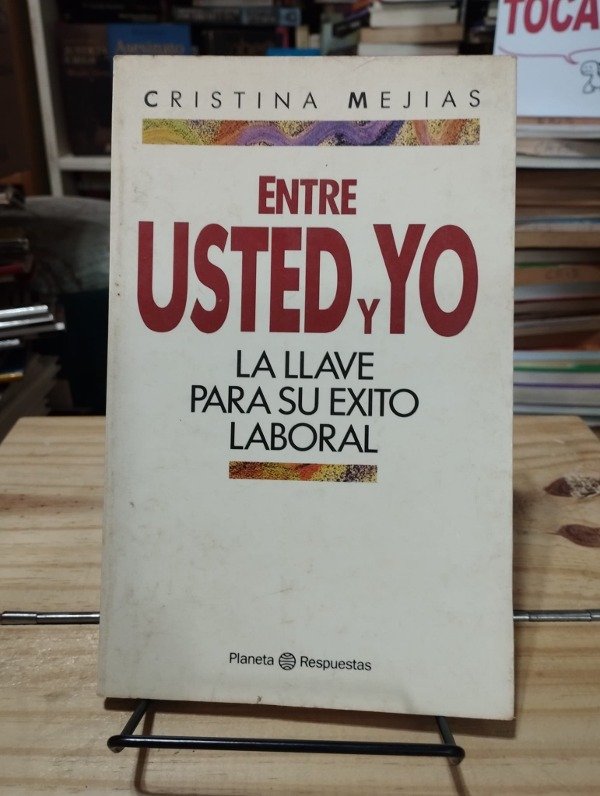 TOCA
CRISTINA MEJIAS
ENTRE
USTED Y YO
LA LLAVE
PARA SU EXITO
LABORAL
Planeta Respuestas